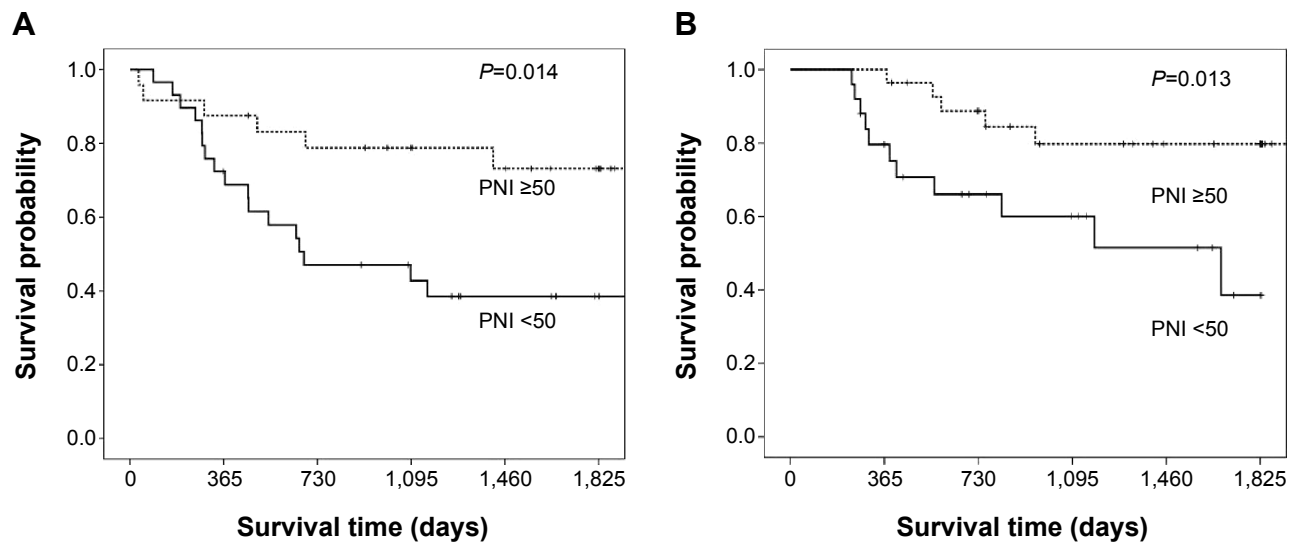 A
Survival probability
1.0
0.8
0.6
0.4
0.2
0.0
P=0.014
PNI ≥50
PNI <50
0 365 730 1,095 1,460 1,825
Survival time (days)
B
Survival probability
1.0
0.8
0.6
0.4
0.2
0.0
P=0.013
PNI ≥50
PNI <50
0 365 730 1,095 1,460 1,825
Survival time (days)